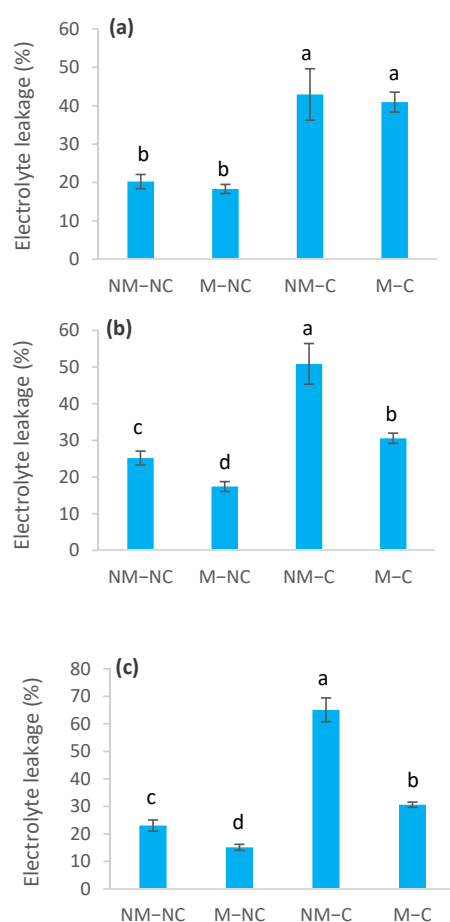 (a)
Electrolyte leakage (%)
60
50
40
30
20
10
0
b
b
a
a
NM−NC
M−NC
NM−C
M−C
(b)
Electrolyte leakage (%)
60
50
40
30
20
10
0
c
d
a
b
NM−NC
M−NC
NM−C
M−C
(c)
Electrolyte leakage (%)
80
70
60
50
40
30
20
10
0
c
d
a
b
NM−NC
M−NC
NM−C
M−C